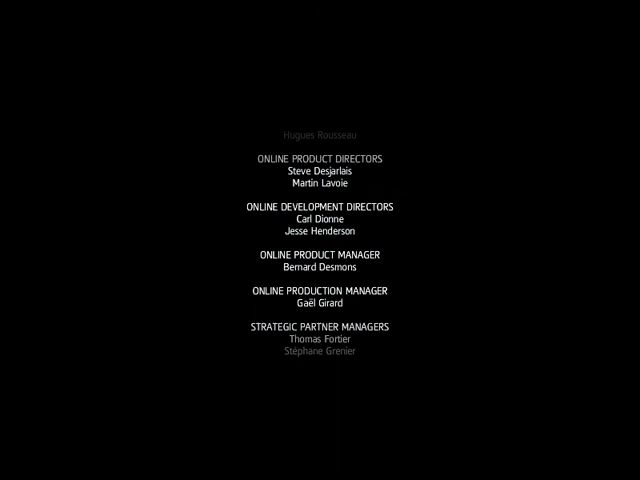 Hugues Rousseau
ONLINE PRODUCT DIRECTORS
Steve Desjarlais
Martin Lavoie
ONLINE DEVELOPMENT DIRECTORS
Carl Dionne
Jesse Henderson
ONLINE PRODUCT MANAGER
Bernard Desmons
ONLINE PRODUCTION MANAGER
Gaël Girard
STRATEGIC PARTNER MANAGERS
Thomas Fortier
Stéphane Grenier